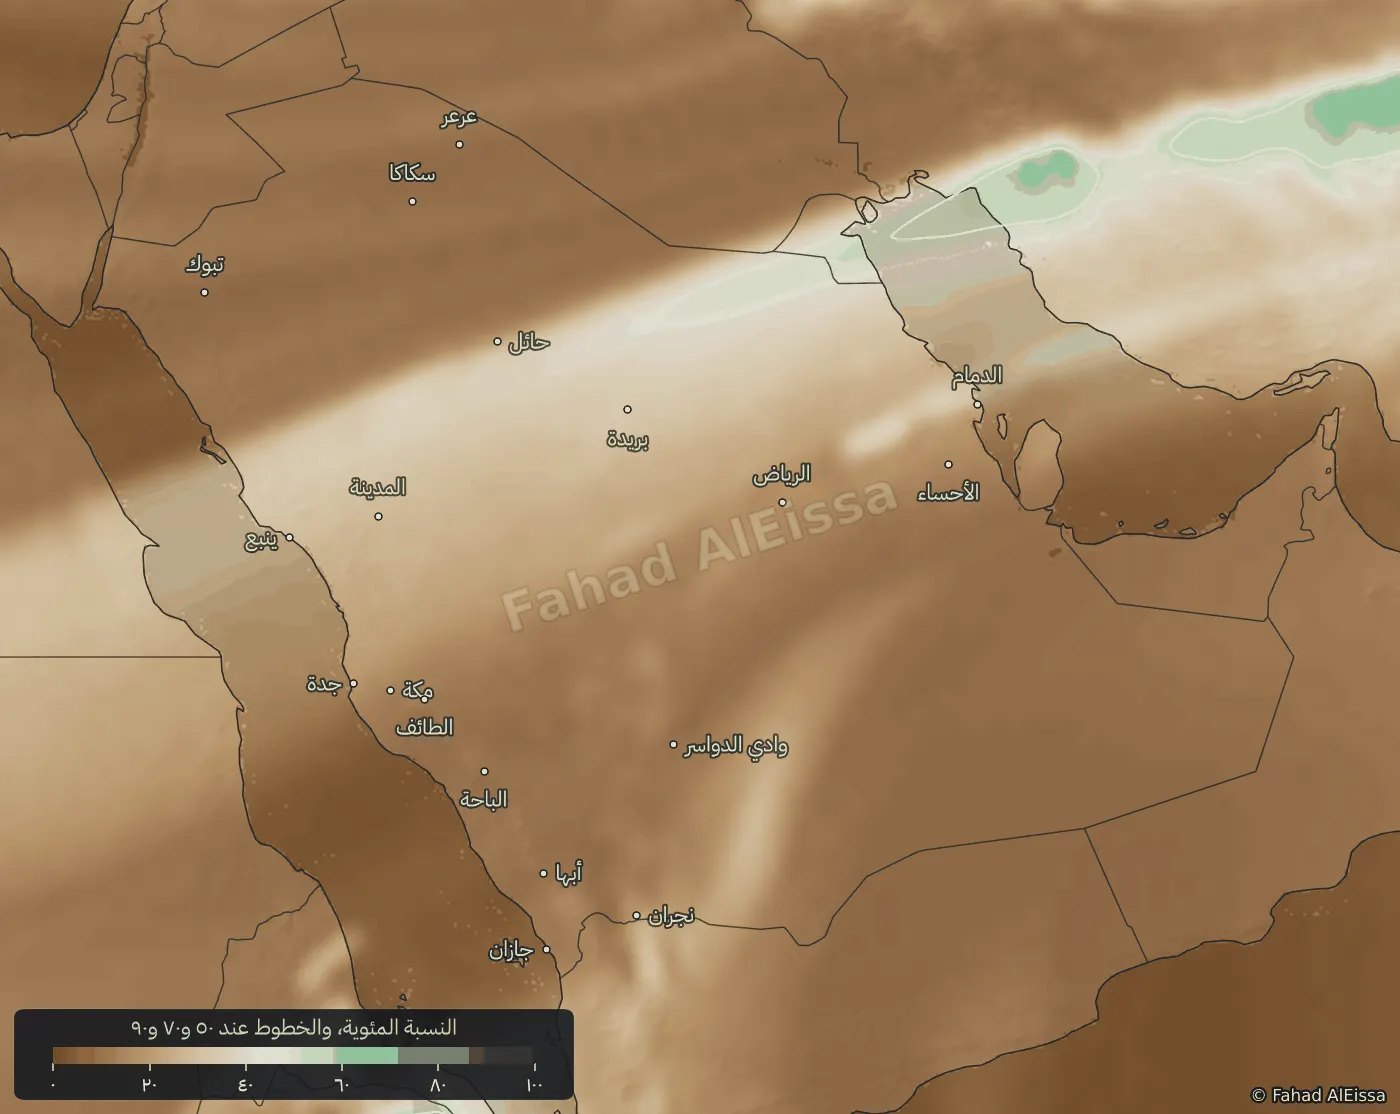 عرعر
سكاكا
تبوك
حائل
الدمام
بريدة
الرياض
المدينة
الأحساء
ينبع
Fahad AlEissa
جدة
مكة
الطائف
وادي الدواسر
الباحة
أبها
نجران
جازان
النسبة المئوية، والخطوط عند ٥٠ و٧٠ و٩٠
٠ ٢٠ ٤٠ ٦٠ ٨٠ ١٠٠
© Fahad AlEissa